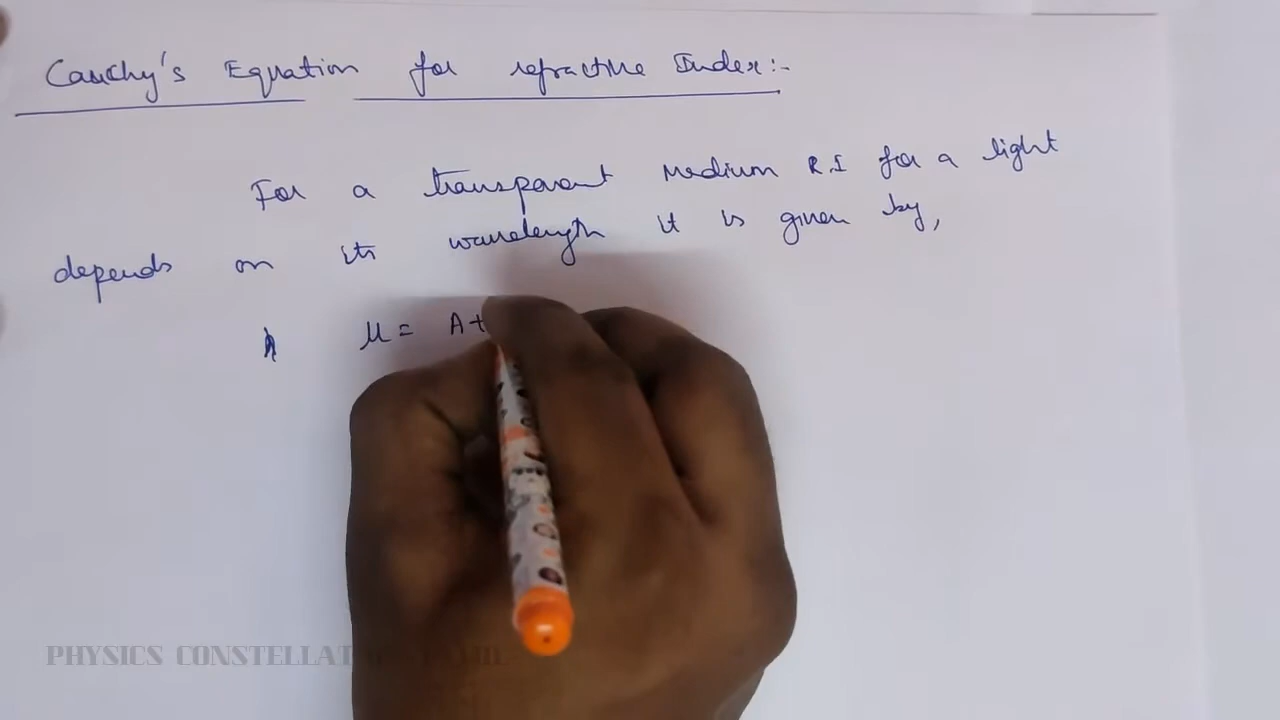 Cauchy's Equation for refractive Index:-
For a transparent medium R.I for a light
depends on its wavelength it is given by,
μ = A+
PHYSICS CONSTELLAT